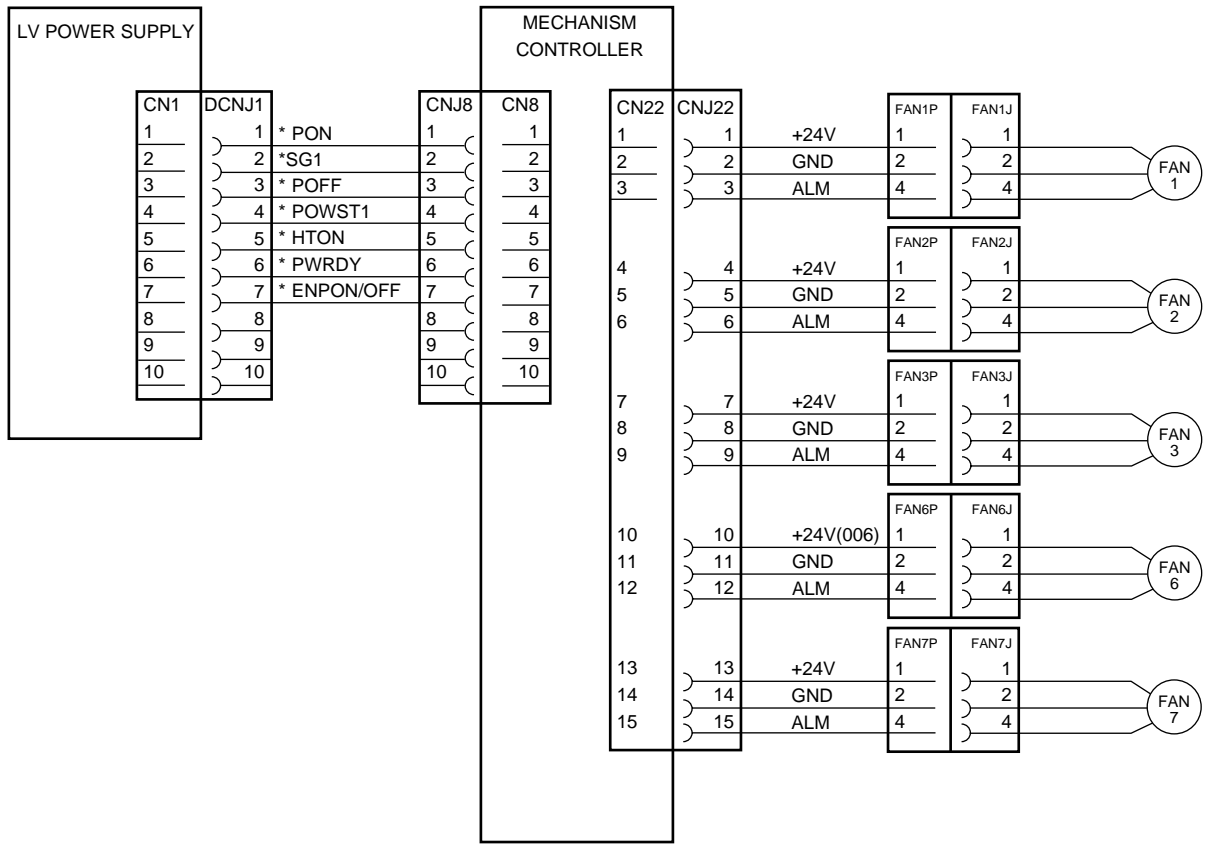 LV POWER SUPPLY
MECHANISM
CONTROLLER
CN1 DCNJ1 CNJ8 CN8
1 1 * PON 1 1
2 2 *SG1 2 2
3 3 * POFF 3 3
4 4 * POWST1 4 4
5 5 * HTON 5 5
6 6 * PWRDY 6 6
7 7 * ENPON/OFF 7 7
8 8 8 8
9 9 9 9
10 10 10 10
CN22 CNJ22 FAN1P FAN1J
1 1 +24V 1 1
2 2 GND 2 2
3 3 ALM 4 4
FAN
1
FAN2P FAN2J
4 4 +24V 1 1
5 5 GND 2 2
6 6 ALM 4 4
FAN
2
FAN3P FAN3J
7 7 +24V 1 1
8 8 GND 2 2
9 9 ALM 4 4
FAN
3
FAN6P FAN6J
10 10 +24V(006) 1 1
11 11 GND 2 2
12 12 ALM 4 4
FAN
6
FAN7P FAN7J
13 13 +24V 1 1
14 14 GND 2 2
15 15 ALM 4 4
FAN
7